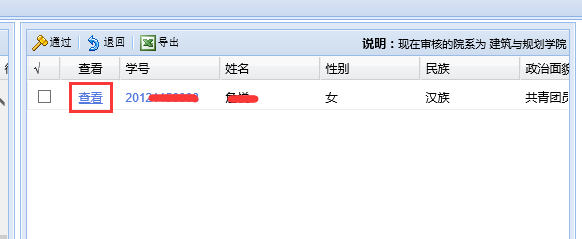 通过 退回 导出 说明：现在审核的院系为 建筑与规划学院
√ 查看 学号 姓名 性别 民族 政治面貌
查看 女 汉族 共青团员